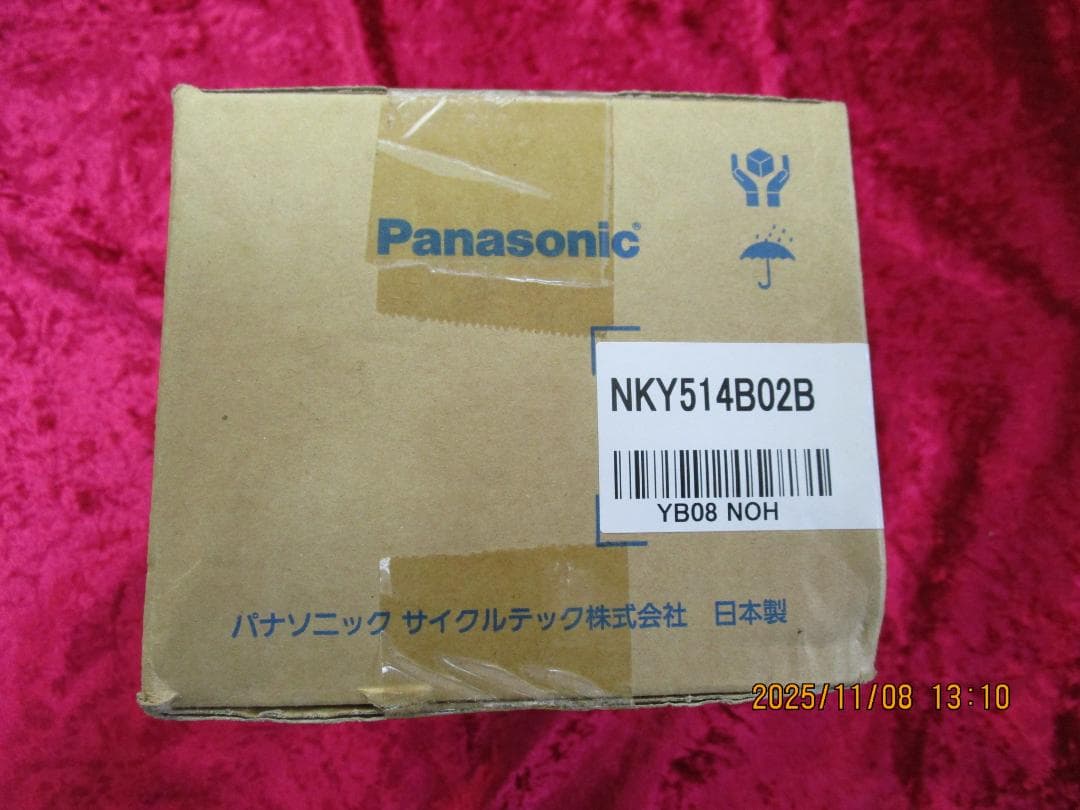 Panasonic®
NKY514B02B
YB08 NOH
パナソニック サイクルテック株式会社 日本製
2025/11/08 13:10